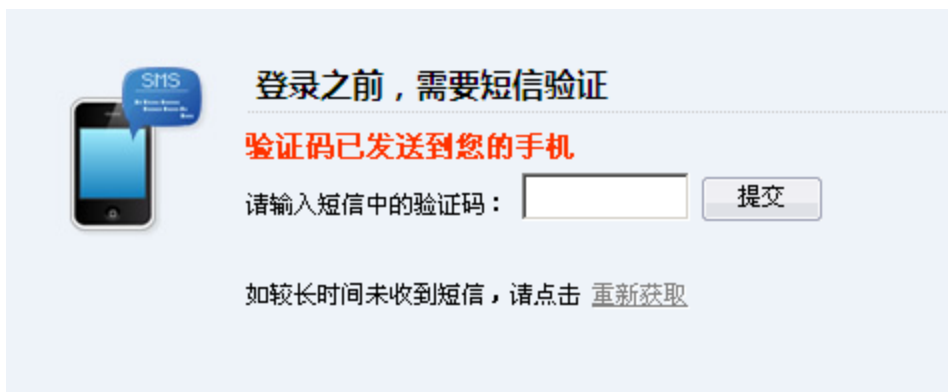 SMS
登录之前，需要短信验证
验证码已发送到您的手机
请输入短信中的验证码： 提交
如较长时间未收到短信，请点击 重新获取